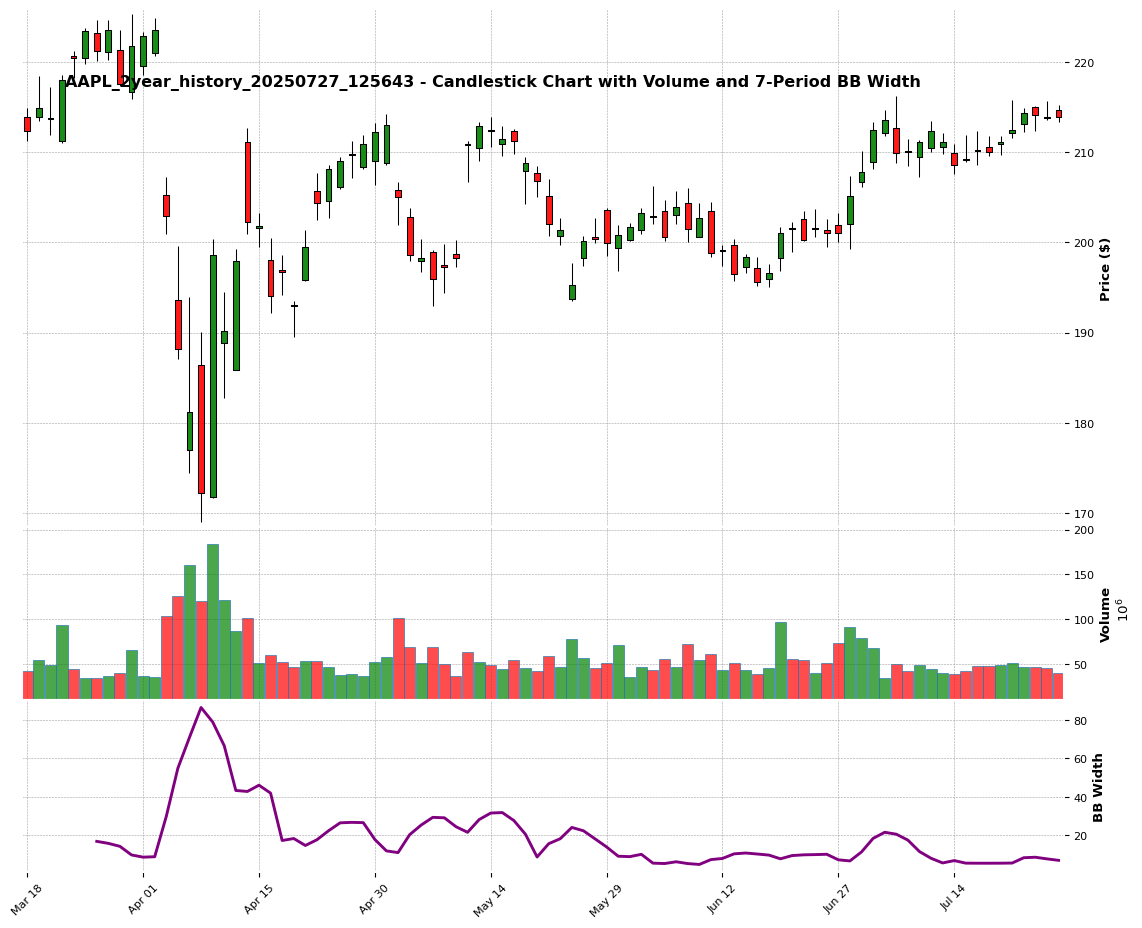 AAPL_2year_history_20250727_125643 - Candlestick Chart with Volume and 7-Period BB Width
220
210
200
190
180
170
Price ($)
200
150
100
50
Volume
10^6
80
60
40
20
BB Width
Mar 18
Apr 01
Apr 15
Apr 30
May 14
May 29
Jun 12
Jun 27
Jul 14